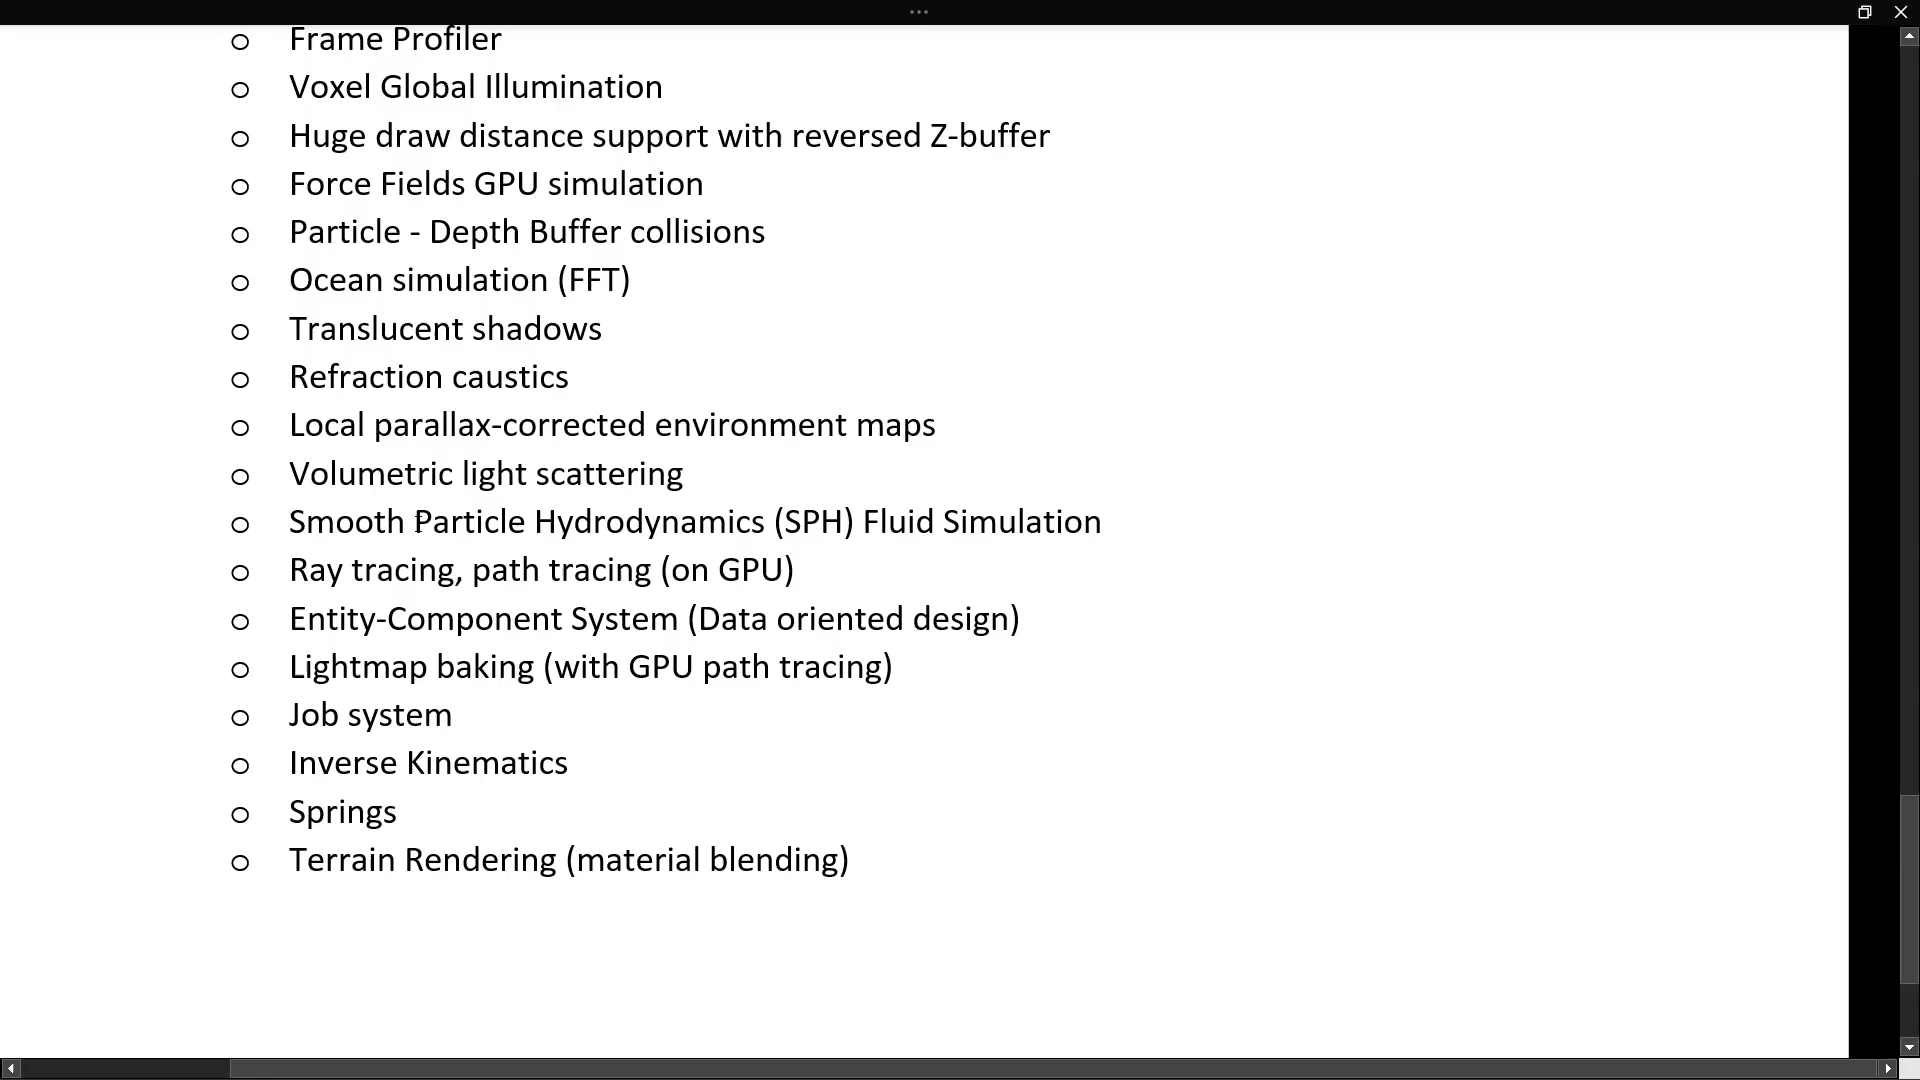 Frame Profiler
Voxel Global Illumination
Huge draw distance support with reversed Z-buffer
Force Fields GPU simulation
Particle - Depth Buffer collisions
Ocean simulation (FFT)
Translucent shadows
Refraction caustics
Local parallax-corrected environment maps
Volumetric light scattering
Smooth Particle Hydrodynamics (SPH) Fluid Simulation
Ray tracing, path tracing (on GPU)
Entity-Component System (Data oriented design)
Lightmap baking (with GPU path tracing)
Job system
Inverse Kinematics
Springs
Terrain Rendering (material blending)